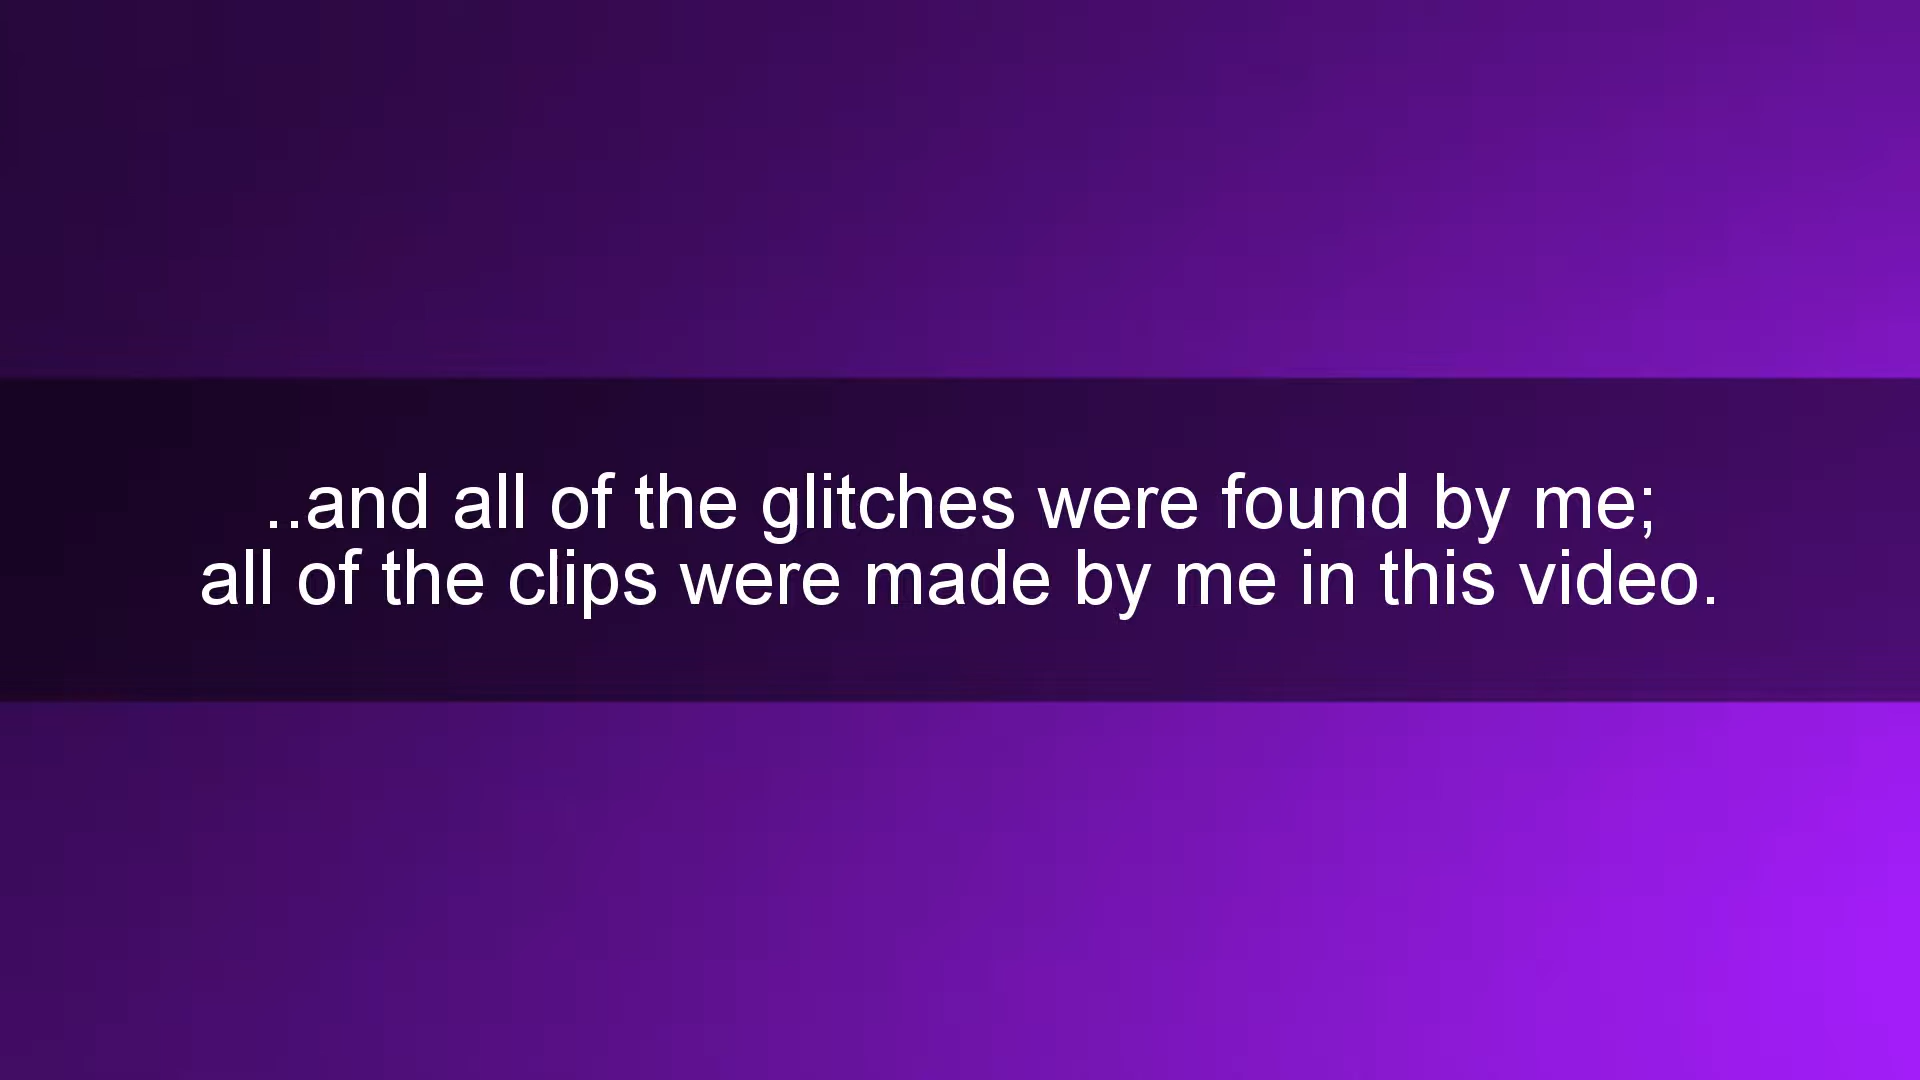 ..and all of the glitches were found by me;
all of the clips were made by me in this video.